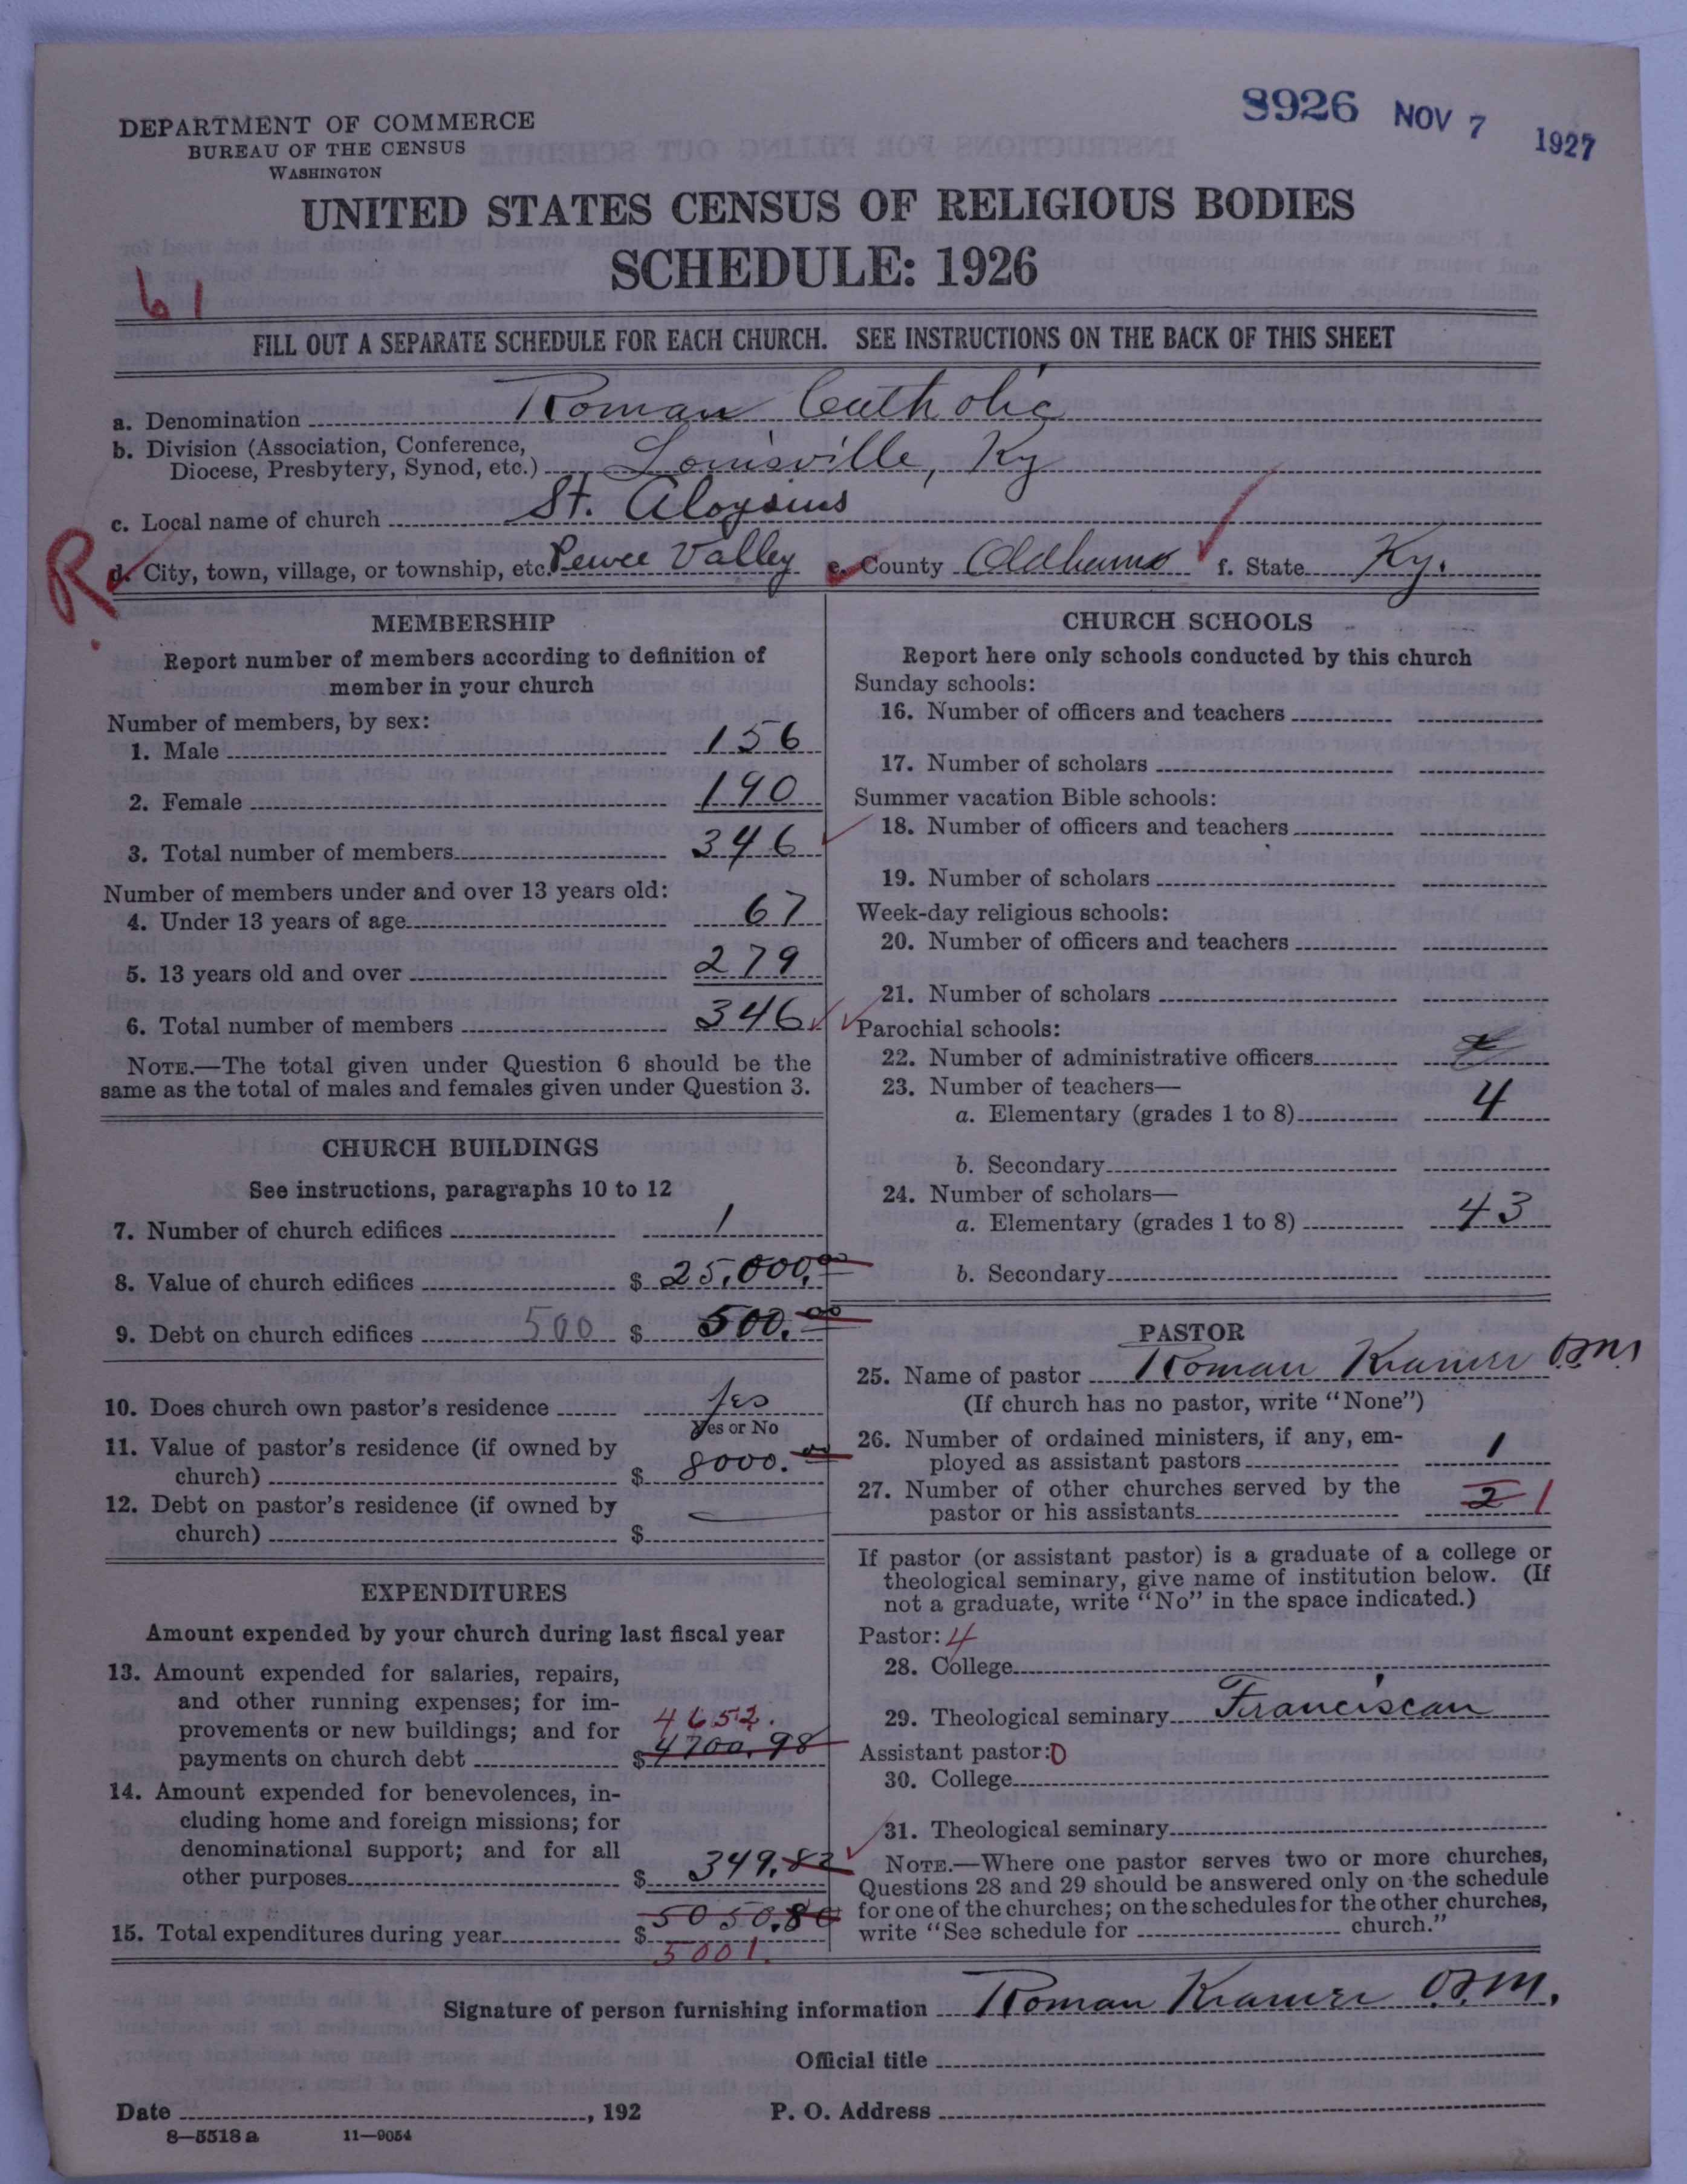 8926 NOV 7 1927
DEPARTMENT OF COMMERCE
BUREAU OF THE CENSUS
WASHINGTON
UNITED STATES CENSUS OF RELIGIOUS BODIES
SCHEDULE: 1926
61
FILL OUT A SEPARATE SCHEDULE FOR EACH CHURCH. SEE INSTRUCTIONS ON THE BACK OF THIS SHEET
a. Denomination Roman Catholic
b. Division (Association, Conference,
Diocese, Presbytery, Synod, etc.) Louisville, Ky
c. Local name of church St. Aloysius
R. d. City, town, village, or township, etc. Pewee Valley e. County Oldham f. State Ky.
MEMBERSHIP
Report number of members according to definition of
member in your church
Number of members, by sex:
1. Male 156
2. Female 190
3. Total number of members 346
Number of members under and over 13 years old:
4. Under 13 years of age 67
5. 13 years old and over 279
6. Total number of members 346
NOTE.—The total given under Question 6 should be the
same as the total of males and females given under Question 3.
CHURCH BUILDINGS
See instructions, paragraphs 10 to 12
7. Number of church edifices 1
8. Value of church edifices $ 25,000.00
9. Debt on church edifices 500 $ 500.00
10. Does church own pastor's residence Yes
Yes or No
11. Value of pastor's residence (if owned by
church) $ 8000.00
12. Debt on pastor's residence (if owned by
church) $
EXPENDITURES
Amount expended by your church during last fiscal year
13. Amount expended for salaries, repairs,
and other running expenses; for im-
provements or new buildings; and for 4652.
payments on church debt $ 4700.98
14. Amount expended for benevolences, in-
cluding home and foreign missions; for
denominational support; and for all
other purposes $ 349.82
15. Total expenditures during year $ 5050.80
5001.
CHURCH SCHOOLS
Report here only schools conducted by this church
Sunday schools:
16. Number of officers and teachers
17. Number of scholars
Summer vacation Bible schools:
18. Number of officers and teachers
19. Number of scholars
Week-day religious schools:
20. Number of officers and teachers
21. Number of scholars
Parochial schools:
22. Number of administrative officers
23. Number of teachers—
a. Elementary (grades 1 to 8) 4
b. Secondary
24. Number of scholars—
a. Elementary (grades 1 to 8) 43
b. Secondary
PASTOR
25. Name of pastor Roman Kramer O.F.M.
(If church has no pastor, write "None")
26. Number of ordained ministers, if any, em-
ployed as assistant pastors 1
27. Number of other churches served by the
pastor or his assistants 2 1
If pastor (or assistant pastor) is a graduate of a college or
theological seminary, give name of institution below. (If
not a graduate, write "No" in the space indicated.)
Pastor: 4
28. College
29. Theological seminary Franciscan
Assistant pastor: 0
30. College
31. Theological seminary
NOTE.—Where one pastor serves two or more churches,
Questions 28 and 29 should be answered only on the schedule
for one of the churches; on the schedules for the other churches,
write "See schedule for church."
Signature of person furnishing information Roman Kramer O.F.M.
Official title
Date , 192 P. O. Address
8—5518 a 11—9054